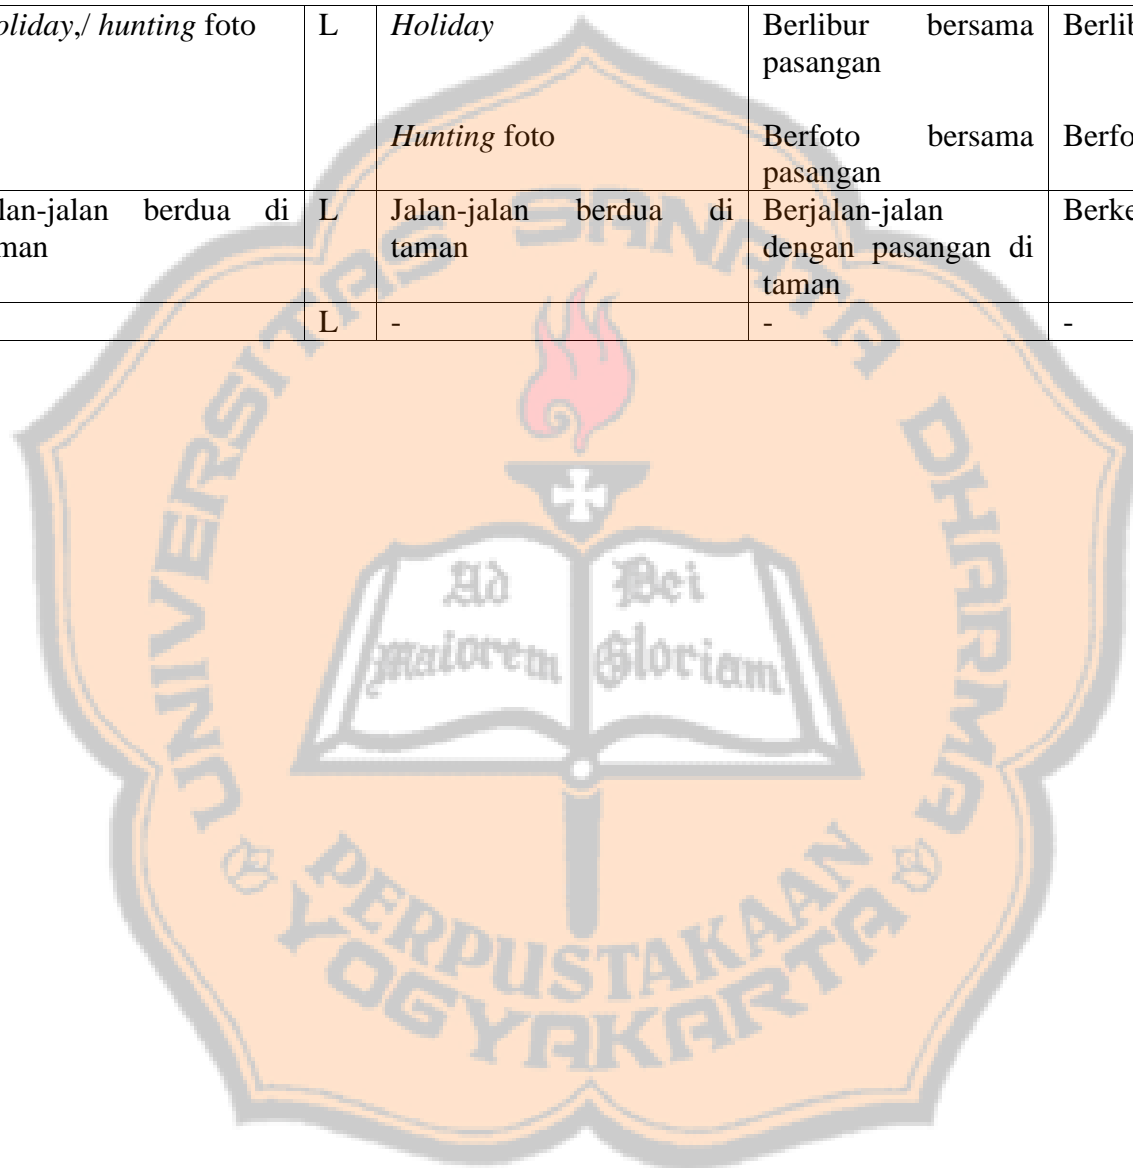 oliday,/ hunting foto L Holiday Berlibur bersama Berlib
pasangan
Hunting foto Berfoto bersama Berfo
pasangan
lan-jalan berdua di L Jalan-jalan berdua di Berjalan-jalan Berke
man taman dengan pasangan di
taman
L - - -
UNIVERSITAS SANATA DHARMA
Ad Dei
Maiorem Gloriam
PERPUSTAKAAN
YOGYAKARTA